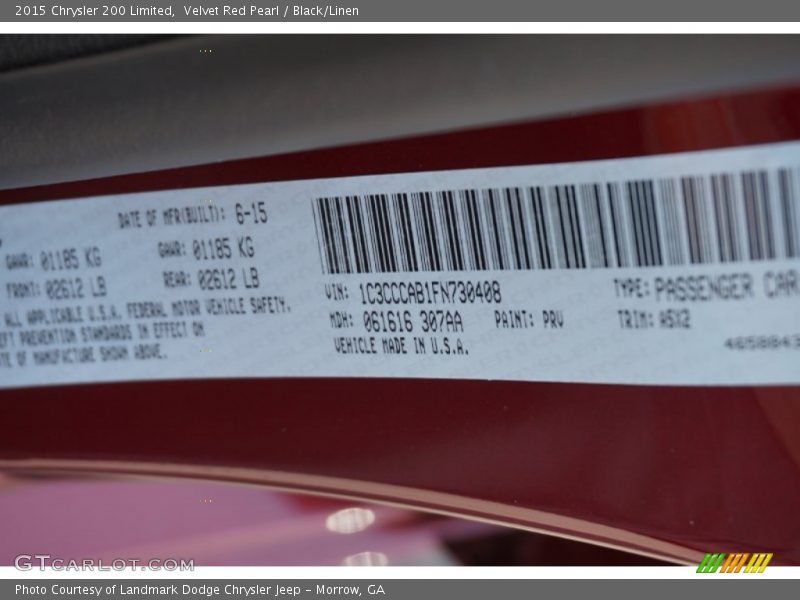 2015 Chrysler 200 Limited, Velvet Red Pearl / Black/Linen
DATE OF MFR(BUILT): 6-15
GAWR: 01185 KG GAWR: 01185 KG
FRONT: 02612 LB REAR: 02612 LB
ALL APPLICABLE U.S.A. FEDERAL MOTOR VEHICLE SAFETY,
PREVENTION STANDARDS IN EFFECT ON
OF MANUFACTURE SHOWN ABOVE.
VIN: 1C3CCCAB1FN730408 TYPE: PASSENGER CAR
MDH: 061616 307AA PAINT: PRV TRIM: A5X2
VEHICLE MADE IN U.S.A.
GTCARLOT.COM
Photo Courtesy of Landmark Dodge Chrysler Jeep – Morrow, GA